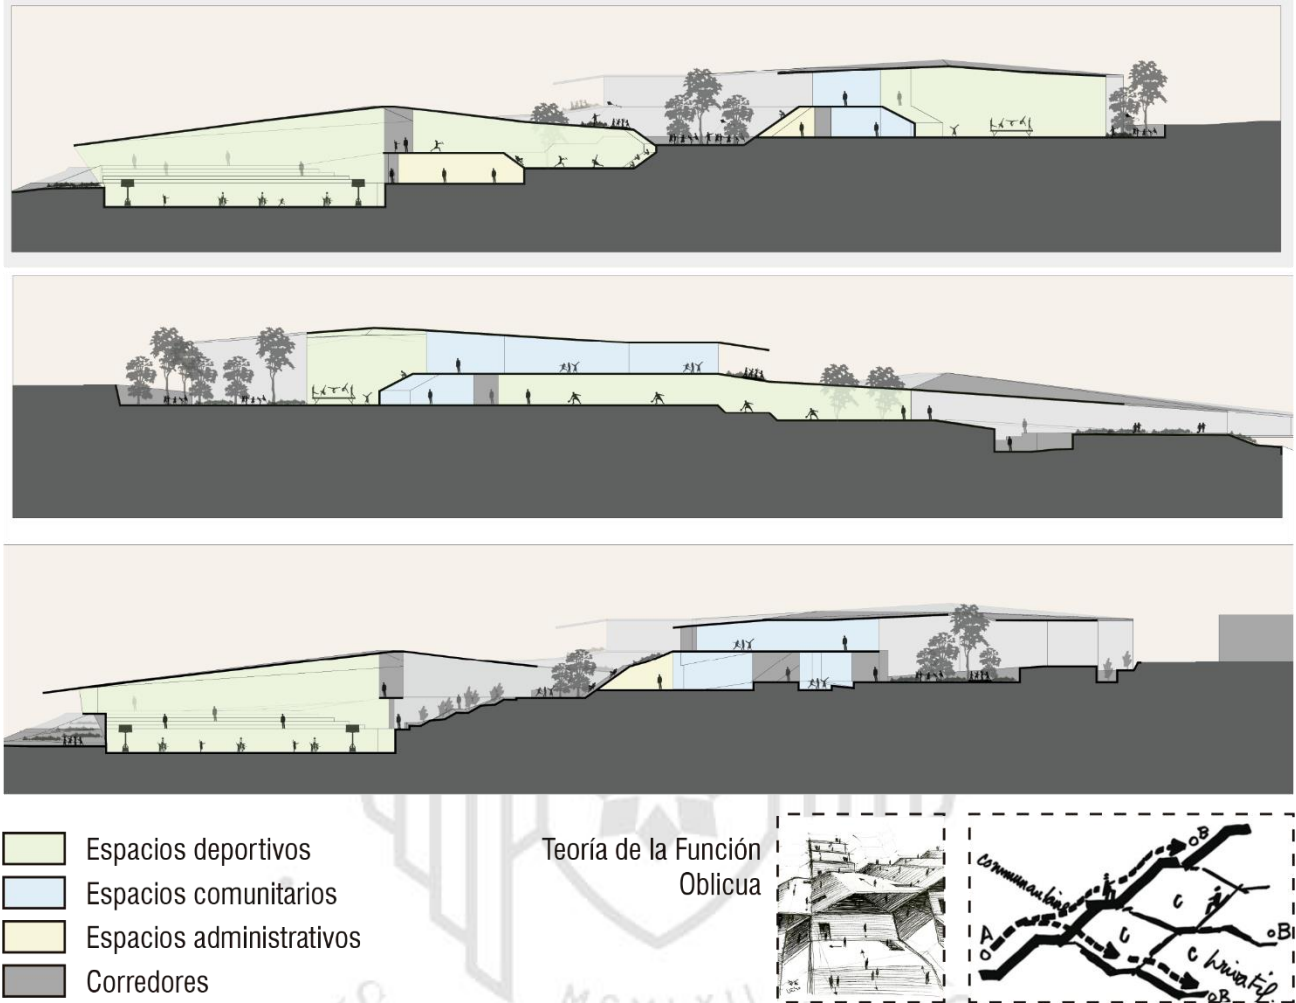 Espacios deportivos
Espacios comunitarios
Espacios administrativos
Corredores
Teoría de la Función
Oblicua
B
A
C
C
B
B